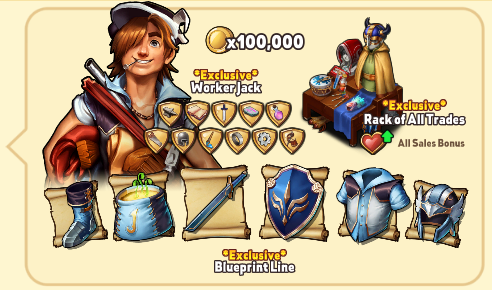 x100,000
*Exclusive*
Worker Jack
*Exclusive*
Rack of All Trades
All Sales Bonus
J
*Exclusive*
Blueprint Line